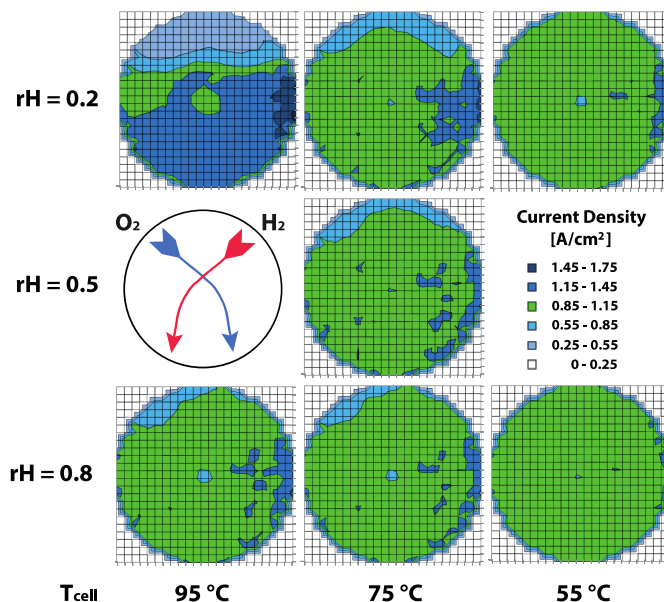 rH = 0.2
O₂
H₂
rH = 0.5
Current Density
[A/cm²]
1.45 - 1.75
1.15 - 1.45
0.85 - 1.15
0.55 - 0.85
0.25 - 0.55
0 - 0.25
rH = 0.8
Tcell
95 °C
75 °C
55 °C